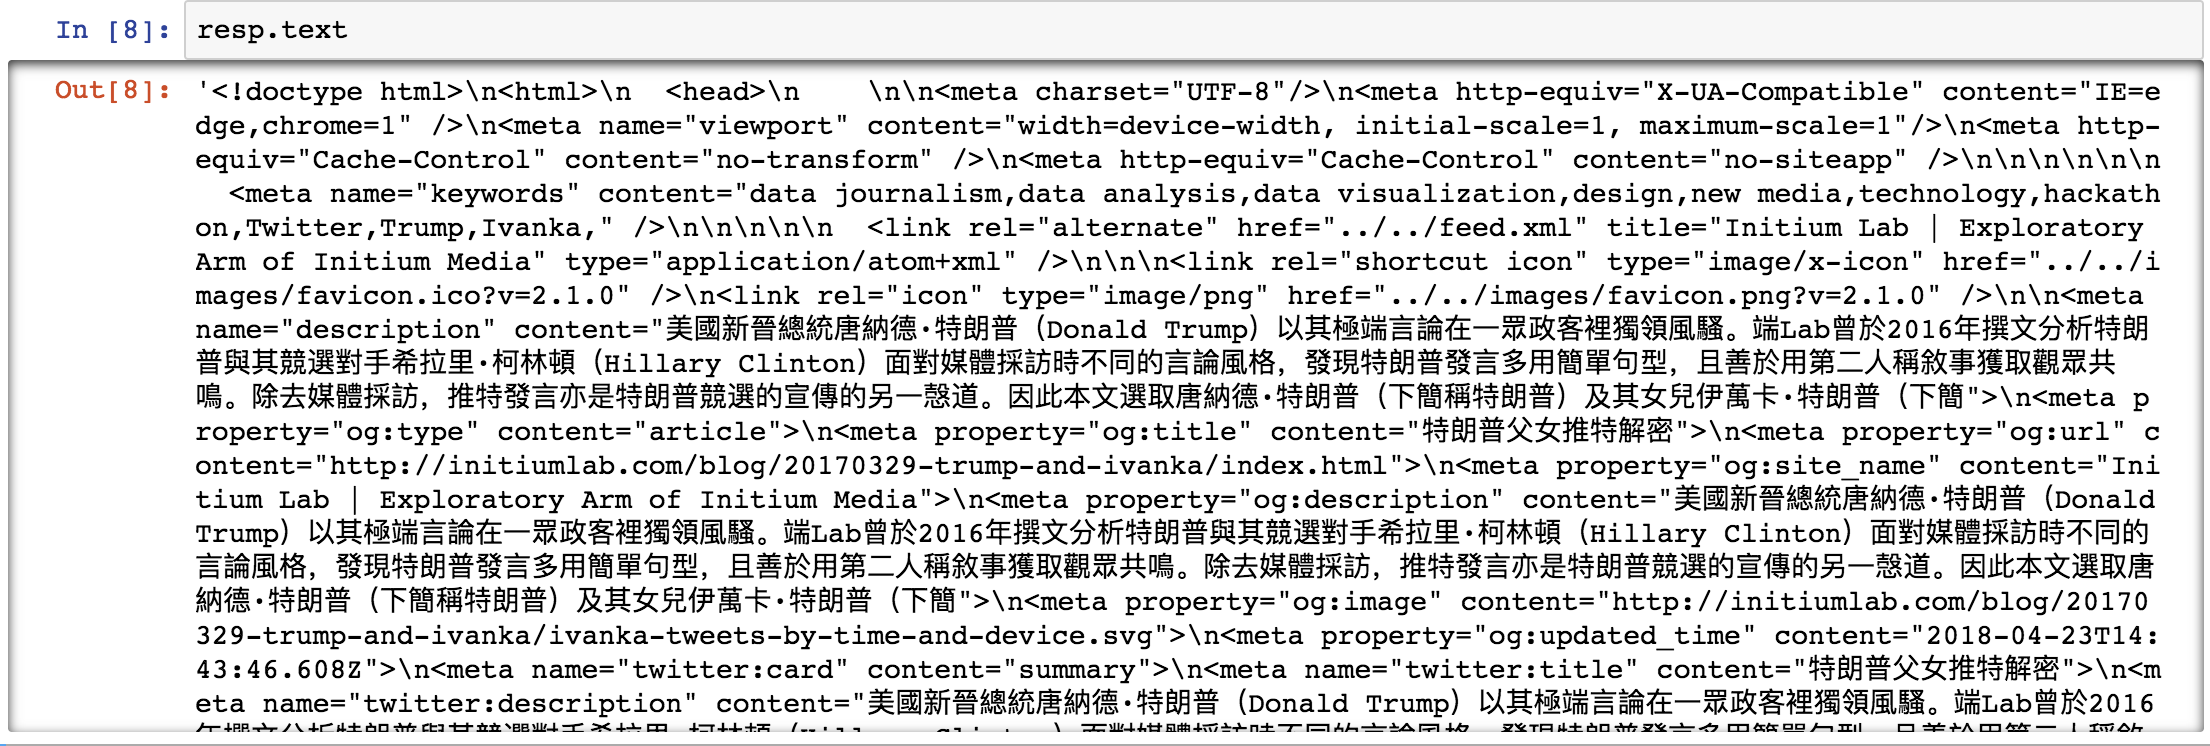 In [8]: resp.text
Out[8]: '<!doctype html>\n<html>\n  <head>\n    \n\n<meta charset="UTF-8"/>\n<meta http-equiv="X-UA-Compatible" content="IE=e
dge,chrome=1" />\n<meta name="viewport" content="width=device-width, initial-scale=1, maximum-scale=1"/>\n<meta http-
equiv="Cache-Control" content="no-transform" />\n<meta http-equiv="Cache-Control" content="no-siteapp" />\n\n\n\n\n\n
  <meta name="keywords" content="data journalism,data analysis,data visualization,design,new media,technology,hackath
on,Twitter,Trump,Ivanka," />\n\n\n\n\n  <link rel="alternate" href="../../feed.xml" title="Initium Lab | Exploratory
Arm of Initium Media" type="application/atom+xml" />\n\n\n<link rel="shortcut icon" type="image/x-icon" href="../../i
mages/favicon.ico?v=2.1.0" />\n<link rel="icon" type="image/png" href="../../images/favicon.png?v=2.1.0" />\n\n<meta
name="description" content="美國新晉總統唐納德·特朗普（Donald Trump）以其極端言論在一眾政客裡獨領風騷。端Lab曾於2016年撰文分析特朗
普與其競選對手希拉里·柯林頓（Hillary Clinton）面對媒體採訪時不同的言論風格，發現特朗普發言多用簡單句型，且善於用第二人稱敘事獲取觀眾共
鳴。除去媒體採訪，推特發言亦是特朗普競選的宣傳的另一愨道。因此本文選取唐納德·特朗普（下簡稱特朗普）及其女兒伊萬卡·特朗普（下簡">\n<meta p
roperty="og:type" content="article">\n<meta property="og:title" content="特朗普父女推特解密">\n<meta property="og:url" c
ontent="http://initiumlab.com/blog/20170329-trump-and-ivanka/index.html">\n<meta property="og:site_name" content="Ini
tium Lab | Exploratory Arm of Initium Media">\n<meta property="og:description" content="美國新晉總統唐納德·特朗普（Donald
Trump）以其極端言論在一眾政客裡獨領風騷。端Lab曾於2016年撰文分析特朗普與其競選對手希拉里·柯林頓（Hillary Clinton）面對媒體採訪時不同的
言論風格，發現特朗普發言多用簡單句型，且善於用第二人稱敘事獲取觀眾共鳴。除去媒體採訪，推特發言亦是特朗普競選的宣傳的另一愨道。因此本文選取唐
納德·特朗普（下簡稱特朗普）及其女兒伊萬卡·特朗普（下簡">\n<meta property="og:image" content="http://initiumlab.com/blog/20170
329-trump-and-ivanka/ivanka-tweets-by-time-and-device.svg">\n<meta property="og:updated_time" content="2018-04-23T14:
43:46.608Z">\n<meta name="twitter:card" content="summary">\n<meta name="twitter:title" content="特朗普父女推特解密">\n<m
eta name="twitter:description" content="美國新晉總統唐納德·特朗普（Donald Trump）以其極端言論在一眾政客裡獨領風騷。端Lab曾於2016